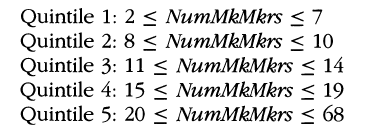 Quintile 1: 2 ≤ NumMkMkrs ≤ 7
Quintile 2: 8 ≤ NumMkMkrs ≤ 10
Quintile 3: 11 ≤ NumMkMkrs ≤ 14
Quintile 4: 15 ≤ NumMkMkrs ≤ 19
Quintile 5: 20 ≤ NumMkMkrs ≤ 68